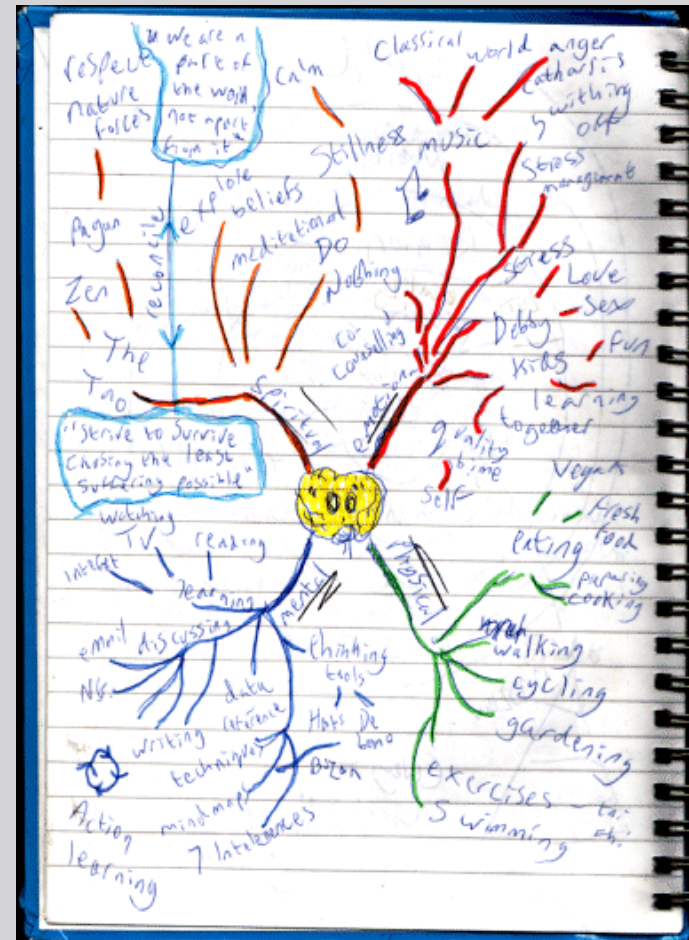 "we are a
part of
the world
not apart
from it"
respect
nature
forces
Calm
Classical
world
anger
Catharsis
Stillness
music
Stress
management
explore
beliefs
meditational
DO
Nothing
Pagan
Zen
The
Tao
reconcile
stress
Love
Sex
Fun
Debby
Kids
learning
together
counselling
Spiritual
emotional
quality
time
Self
"Strive to Survive
Causing the least
Suffering possible"
Vegan
fresh
food
eating
preparing
cooking
watching
TV
reading
learning
mental
Physical
email
discussing
thinking
tools
walking
cycling
gardening
NG.
writing
data
reference
Hats
De
Bono
techniques
Buzan
exercises - tai
chi
Swimming
mindmaps
7 Intelegences
Action
learning